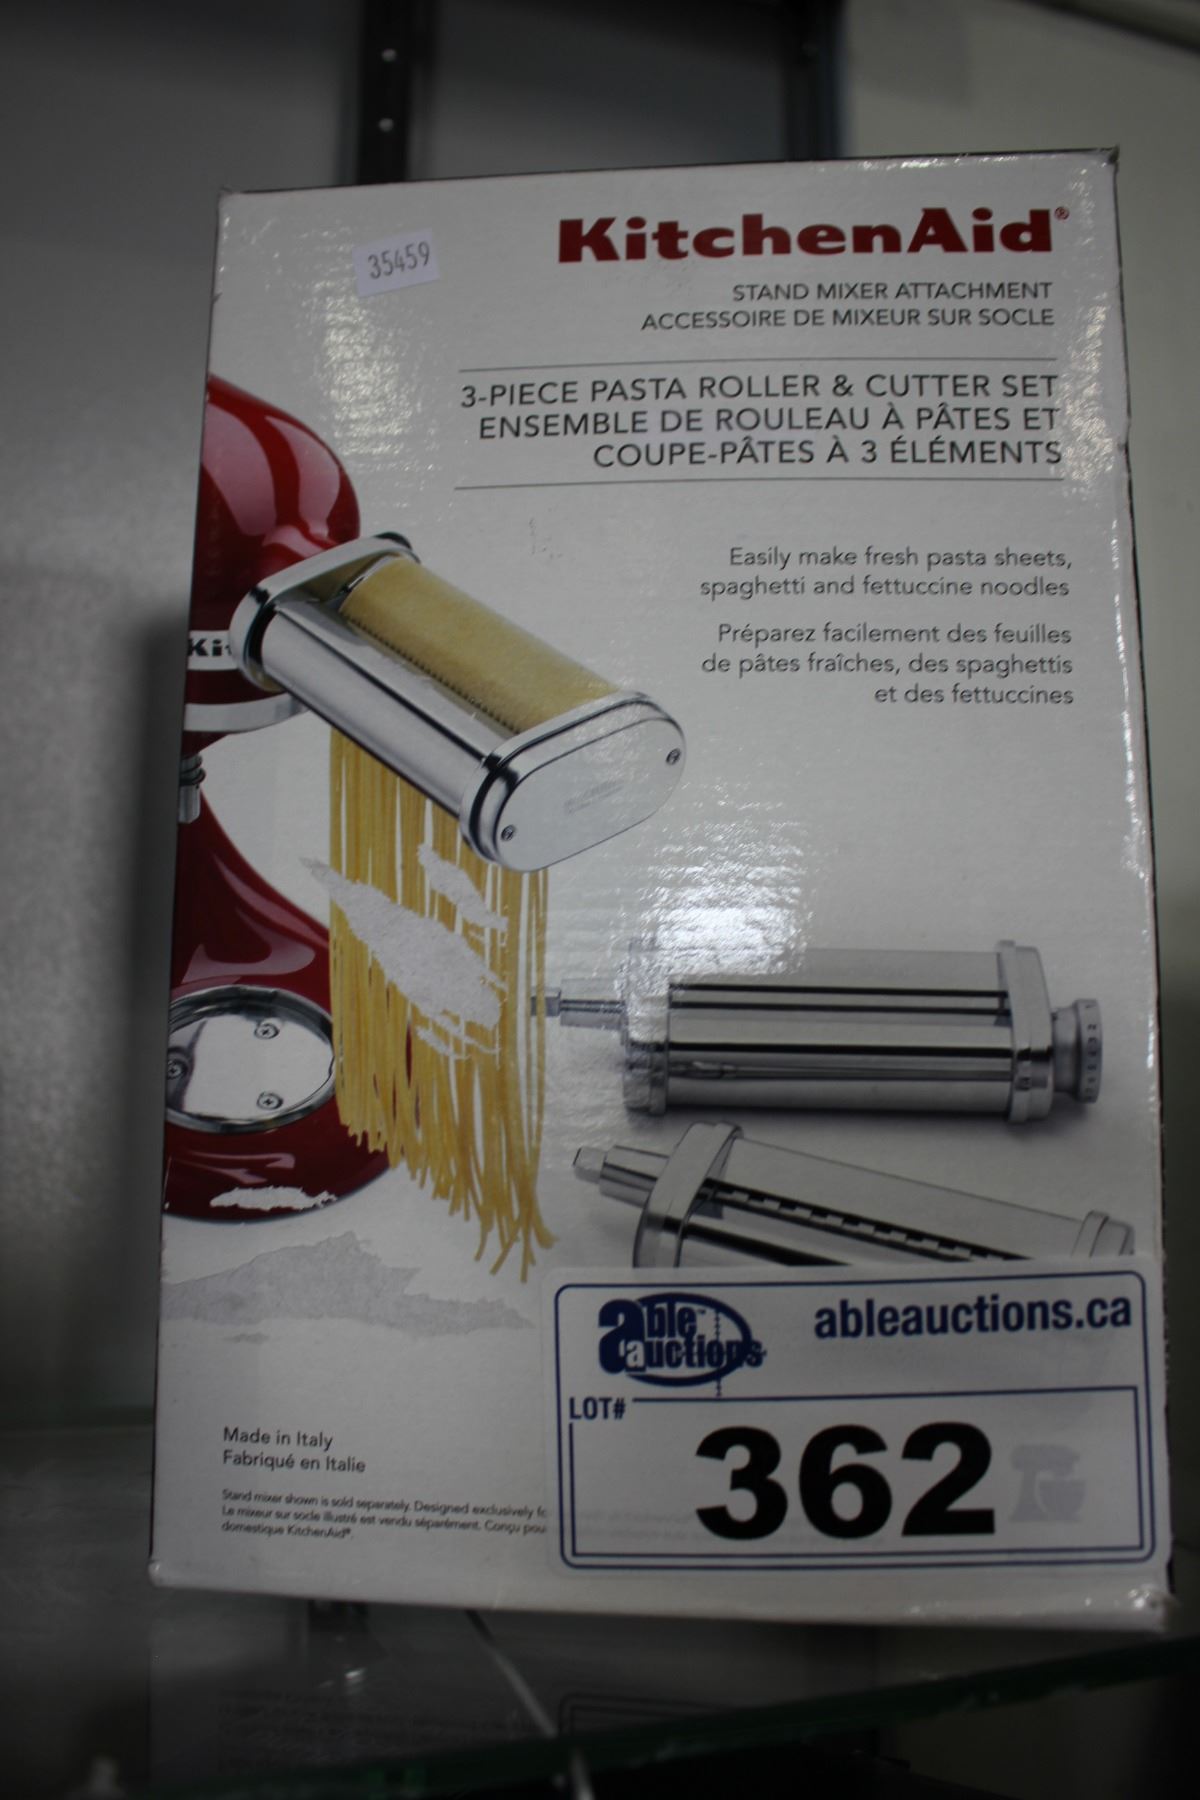 KitchenAid®
35459
STAND MIXER ATTACHMENT
ACCESSOIRE DE MIXEUR SUR SOCLE
3-PIECE PASTA ROLLER & CUTTER SET
ENSEMBLE DE ROULEAU À PÂTES ET
COUPE-PÂTES À 3 ÉLÉMENTS
Easily make fresh pasta sheets,
spaghetti and fettuccine noodles
Préparez facilement des feuilles
de pâtes fraîches, des spaghettis
et des fettuccines
Kit
able auctions
ableauctions.ca
LOT#
362
Made in Italy
Fabriqué en Italie
Stand mixer shown is sold separately. Designed exclusively fo
Le mixeur sur socle illustré est vendu séparément. Conçu pou
domestique KitchenAid®.